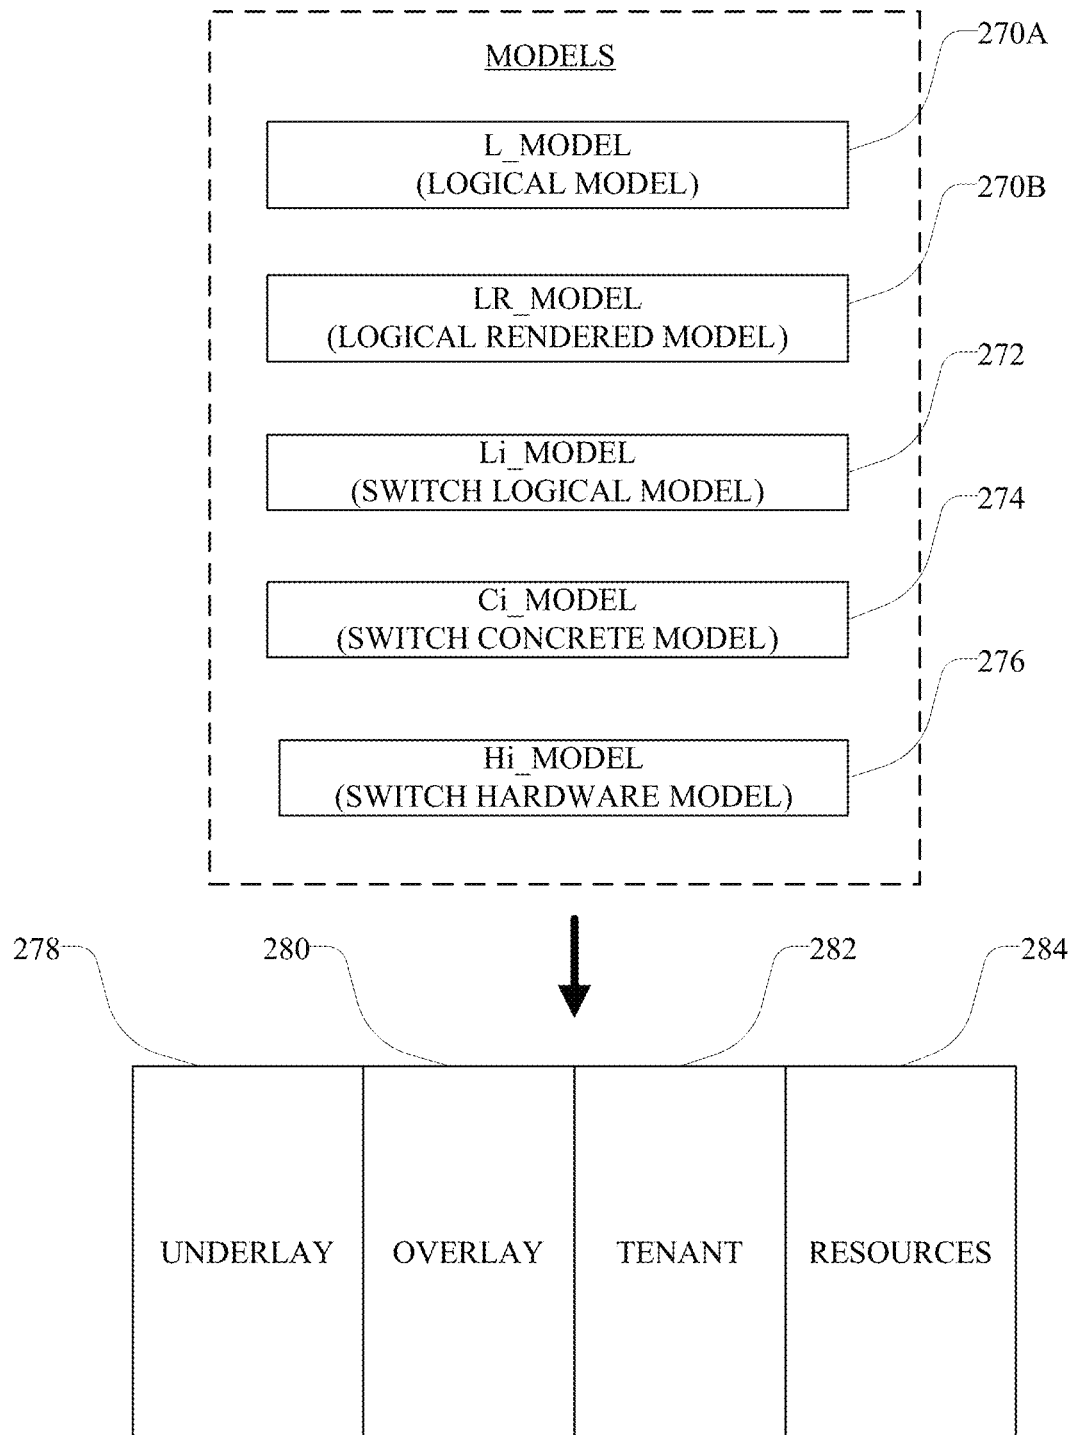 MODELS
270A
L_MODEL
(LOGICAL MODEL)
270B
LR_MODEL
(LOGICAL RENDERED MODEL)
272
Li_MODEL
(SWITCH LOGICAL MODEL)
274
Ci_MODEL
(SWITCH CONCRETE MODEL)
276
Hi_MODEL
(SWITCH HARDWARE MODEL)
278
280
282
284
UNDERLAY
OVERLAY
TENANT
RESOURCES